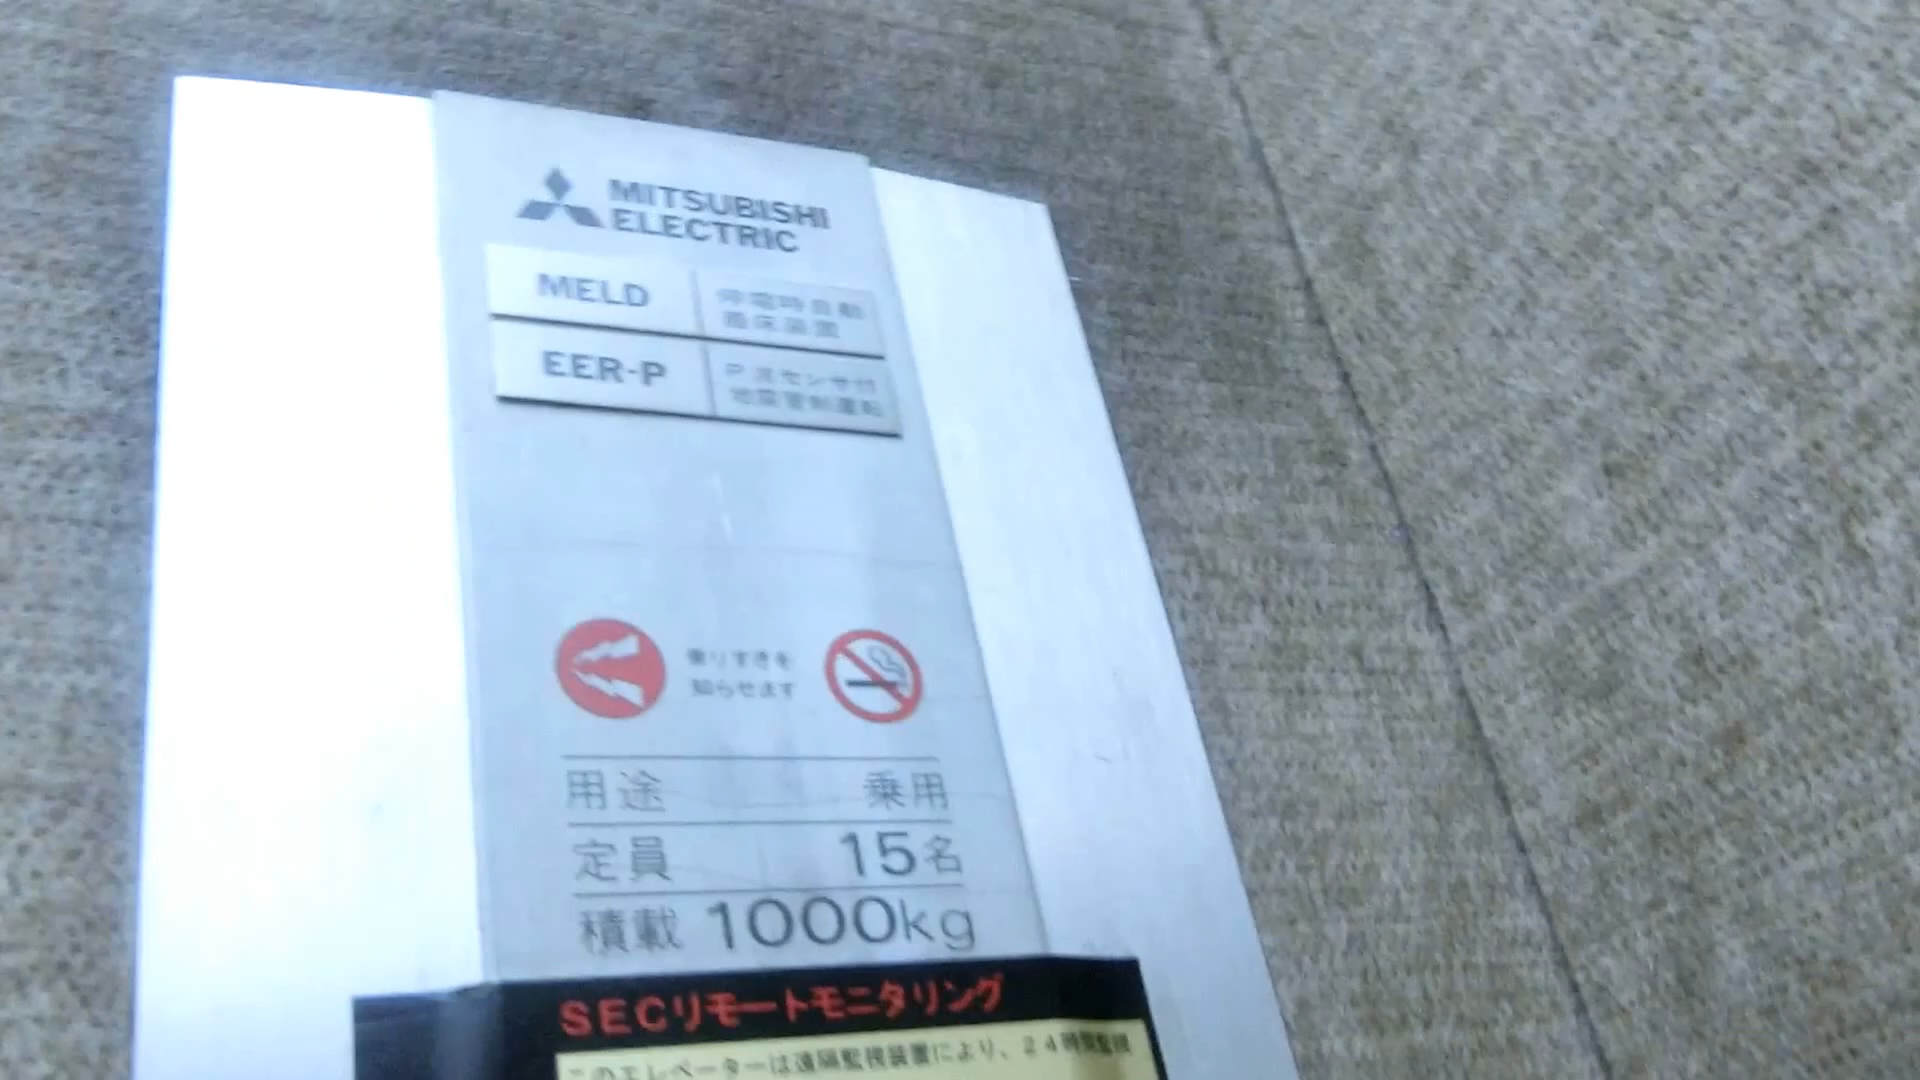 MITSUBISHI
ELECTRIC
MELD
停電時自動
着床装置
EER-P
P波センサ付
地震管制運転
乗りすぎを
知らせます
用途 乗用
定員 15名
積載 1000kg
SECリモートモニタリング
このエレベーターは遠隔監視装置により、24時間監視